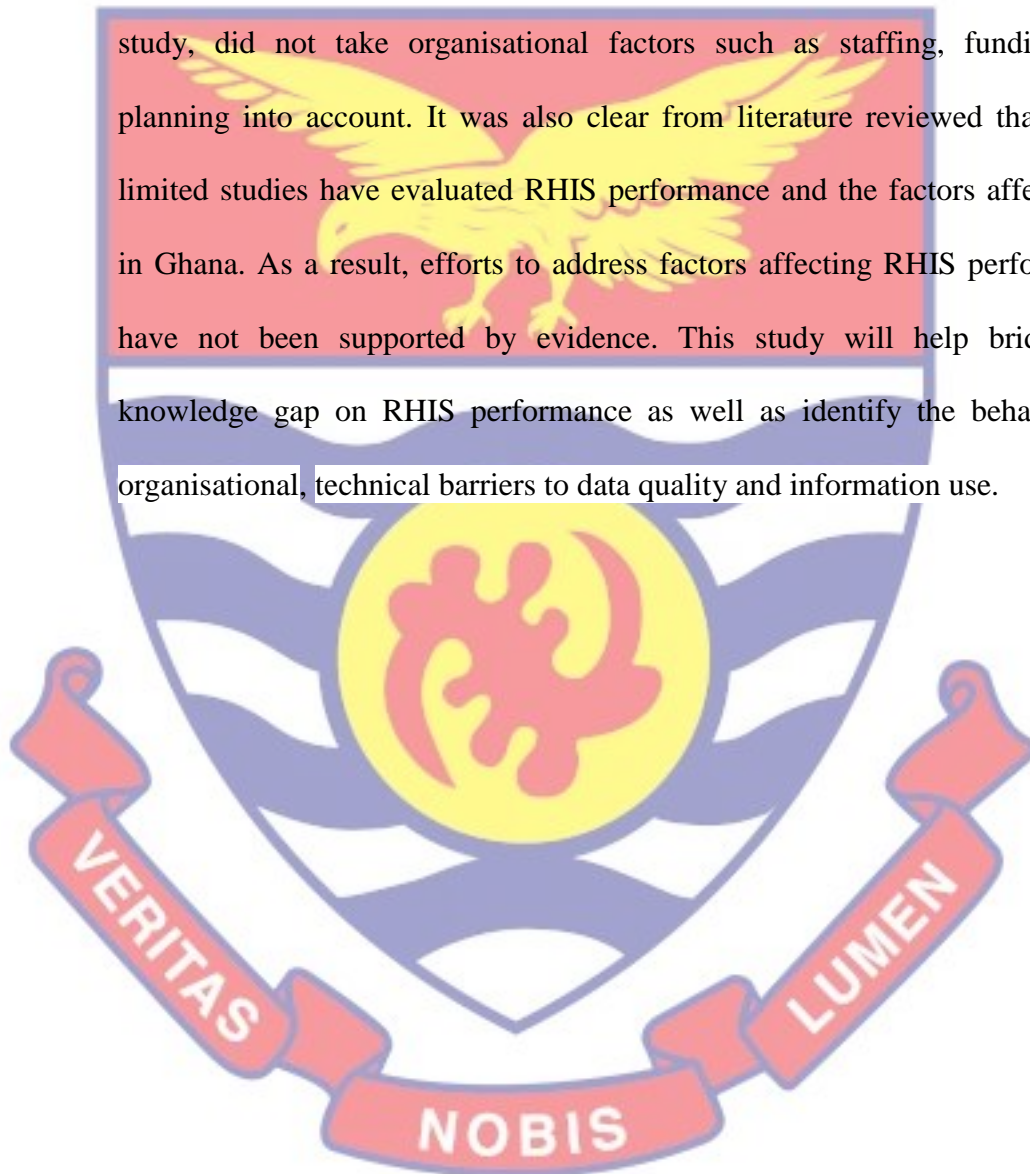 study, did not take organisational factors such as staffing, fundi
planning into account. It was also clear from literature reviewed tha
limited studies have evaluated RHIS performance and the factors affe
in Ghana. As a result, efforts to address factors affecting RHIS perfo
have not been supported by evidence. This study will help brid
knowledge gap on RHIS performance as well as identify the beha
organisational, technical barriers to data quality and information use.
VERITAS
NOBIS
LUMEN